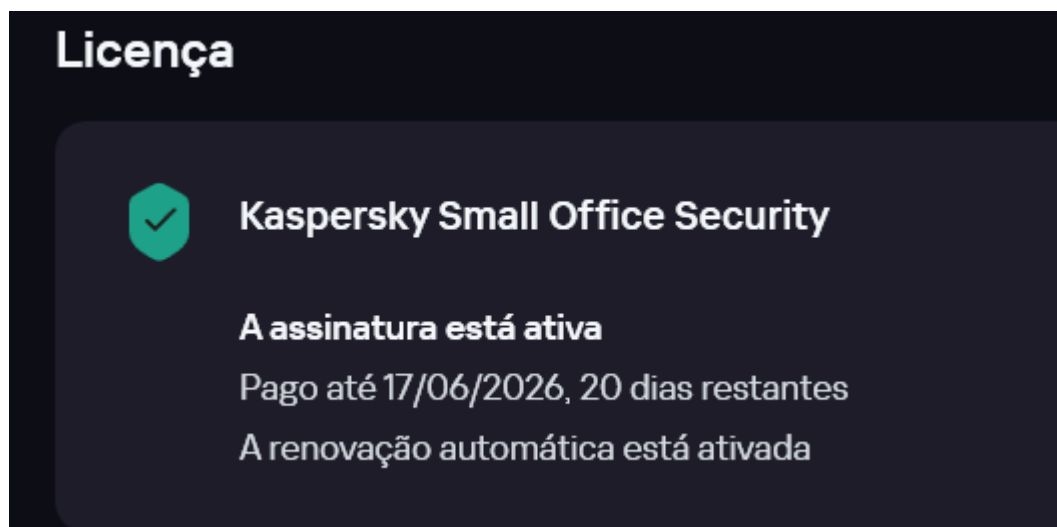 Licença
Kaspersky Small Office Security
A assinatura está ativa
Pago até 17/06/2026, 20 dias restantes
A renovação automática está ativada